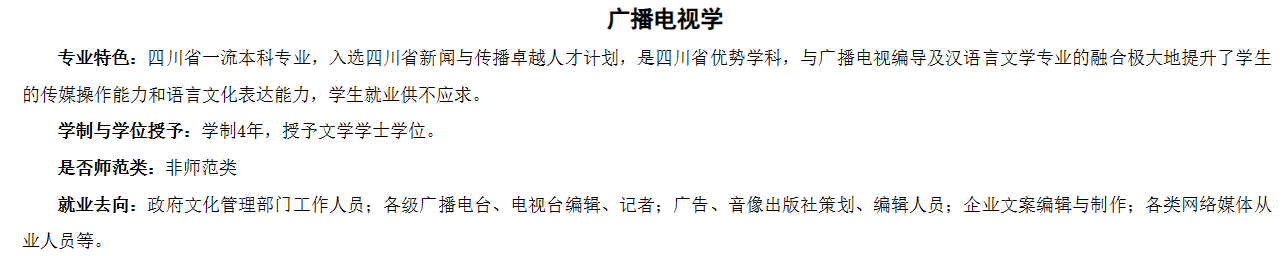 广播电视学
专业特色：四川省一流本科专业，入选四川省新闻与传播卓越人才计划，是四川省优势学科，与广播电视编导及汉语言文学专业的融合极大地提升了学生
的传媒操作能力和语言文化表达能力，学生就业供不应求。
学制与学位授予：学制4年，授予文学学士学位。
是否师范类：非师范类
就业去向：政府文化管理部门工作人员；各级广播电台、电视台编辑、记者；广告、音像出版社策划、编辑人员；企业文案编辑与制作；各类网络媒体从
业人员等。